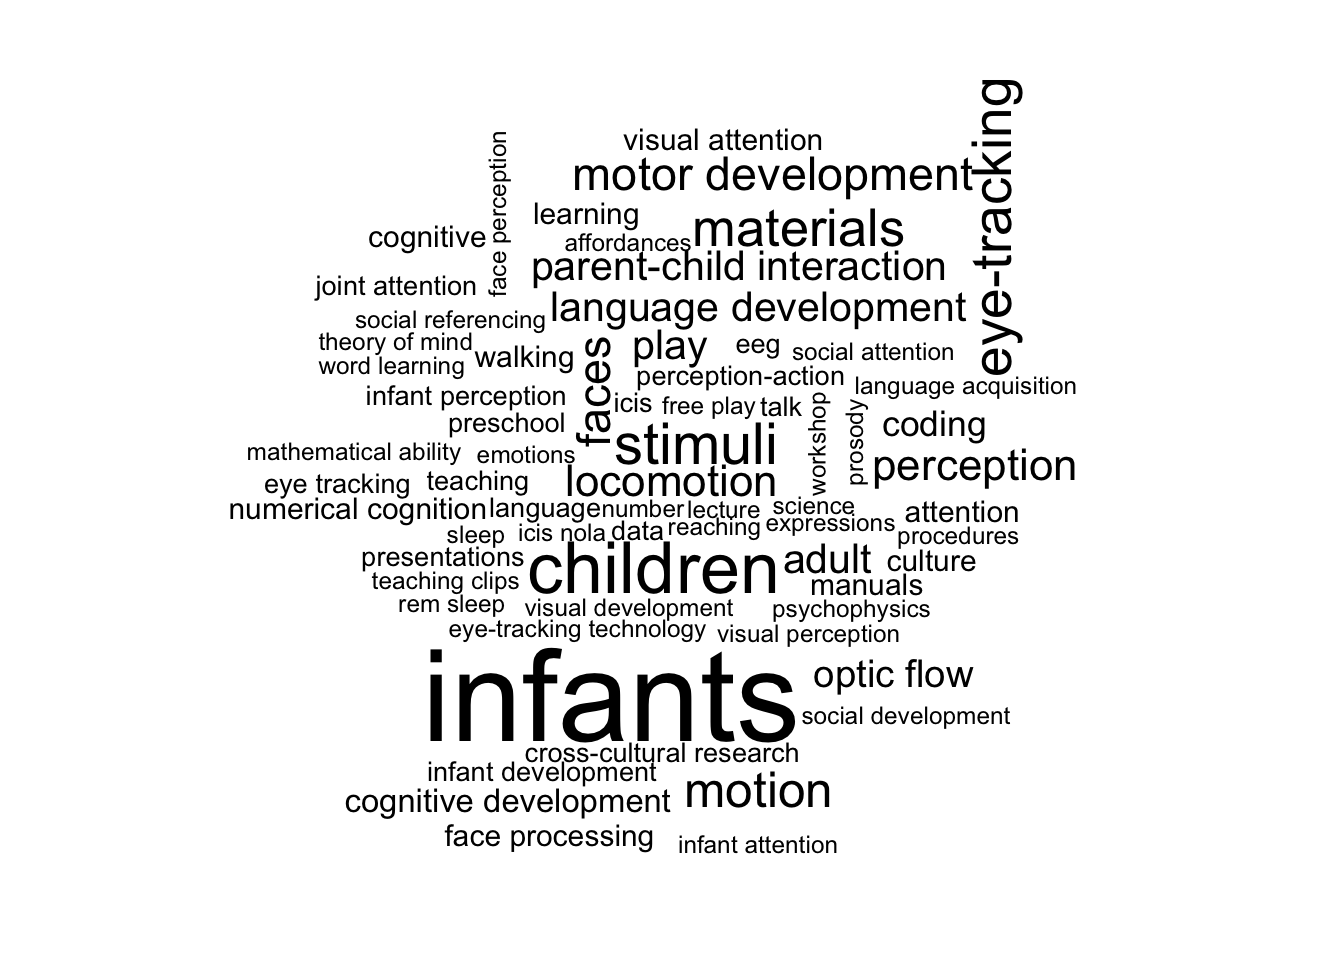 eye-tracking
visual attention
face perception
motor development
learning
materials
cognitive
affordances
parent-child interaction
joint attention
language development
social referencing
theory of mind
faces
play
eeg
social attention
word learning
walking
perception-action
language acquisition
infant perception
icis
free play
talk
workshop
prosody
preschool
coding
stimuli
mathematical ability
emotions
perception
eye tracking
teaching
locomotion
numerical cognition
language
number
lecture
science
attention
sleep
icis nola
data
reaching
expressions
procedures
presentations
children
adult
culture
teaching clips
manuals
rem sleep
visual development
psychophysics
eye-tracking technology
visual perception
infants
optic flow
social development
cross-cultural research
infant development
cognitive development
motion
face processing
infant attention